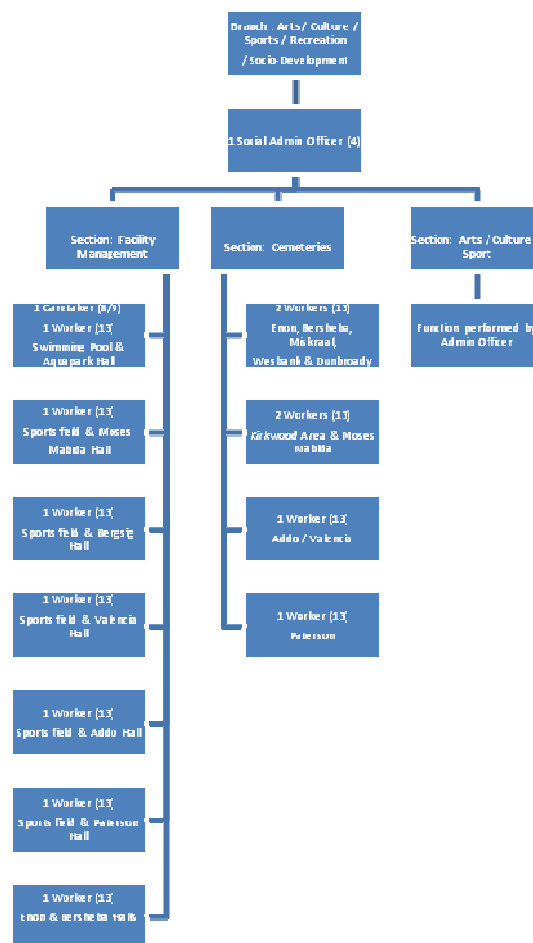 Branch . Arts / Culture /
Sports / Recreation
/ Socio-Development
1 Social Admin Officer (4)
Section: Facility
Management
Section: Cemeteries
Section: Arts / Culture
Sport
1 Caretaker (8/9)
1 Worker (13)
Swimming Pool &
Aquapark Hall
2 Workers (13)
Enon, Bersheba,
Miskraal,
Wesbank & Dunbroady
Function performed by
Admin Officer
1 Worker (13)
Sports field & Moses
Mabida Hall
2 Workers (13)
Kirkwood Area & Moses
Mabida
1 Worker (13)
Sports field & Bergsig
Hall
1 Worker (13)
Addo / Valencia
1 Worker (13)
Sports field & Valencia
Hall
1 Worker (13)
Paterson
1 Worker (13)
Sports field & Addo Hall
1 Worker (13)
Sports field & Paterson
Hall
1 Worker (13)
Enon & Bersheba Halls